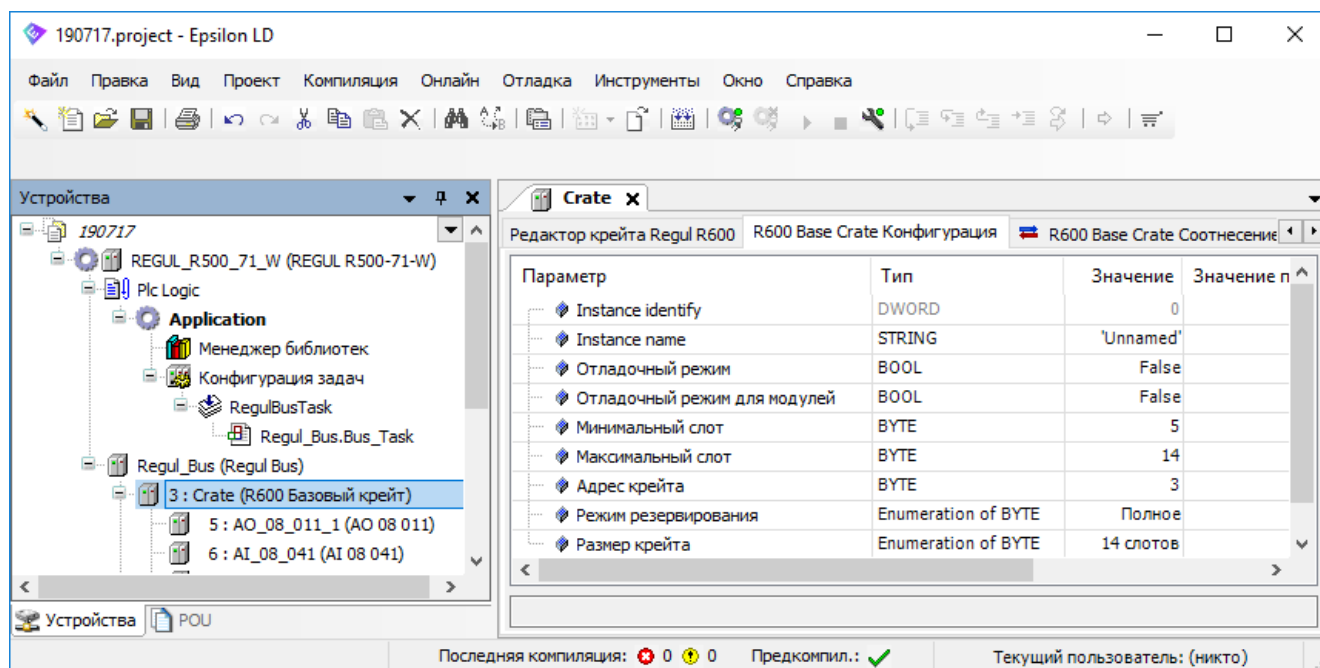 190717.project - Epsilon LD
Файл Правка Вид Проект Компиляция Онлайн Отладка Инструменты Окно Справка
Устройства
190717
REGUL_R500_71_W (REGUL R500-71-W)
Plc Logic
Application
Менеджер библиотек
Конфигурация задач
RegulBusTask
Regul_Bus.Bus_Task
Regul_Bus (Regul Bus)
3 : Crate (R600 Базовый крейт)
5 : AO_08_011_1 (AO 08 011)
6 : AI_08_041 (AI 08 041)
Устройства POU
Crate
Редактор крейта Regul R600 R600 Base Crate Конфигурация R600 Base Crate Соотнесение
Параметр Тип Значение Значение п
Instance identify DWORD 0
Instance name STRING 'Unnamed'
Отладочный режим BOOL False
Отладочный режим для модулей BOOL False
Минимальный слот BYTE 5
Максимальный слот BYTE 14
Адрес крейта BYTE 3
Режим резервирования Enumeration of BYTE Полное
Размер крейта Enumeration of BYTE 14 слотов
Последняя компиляция: 0 0 Предкомпил.: Текущий пользователь: (никто)